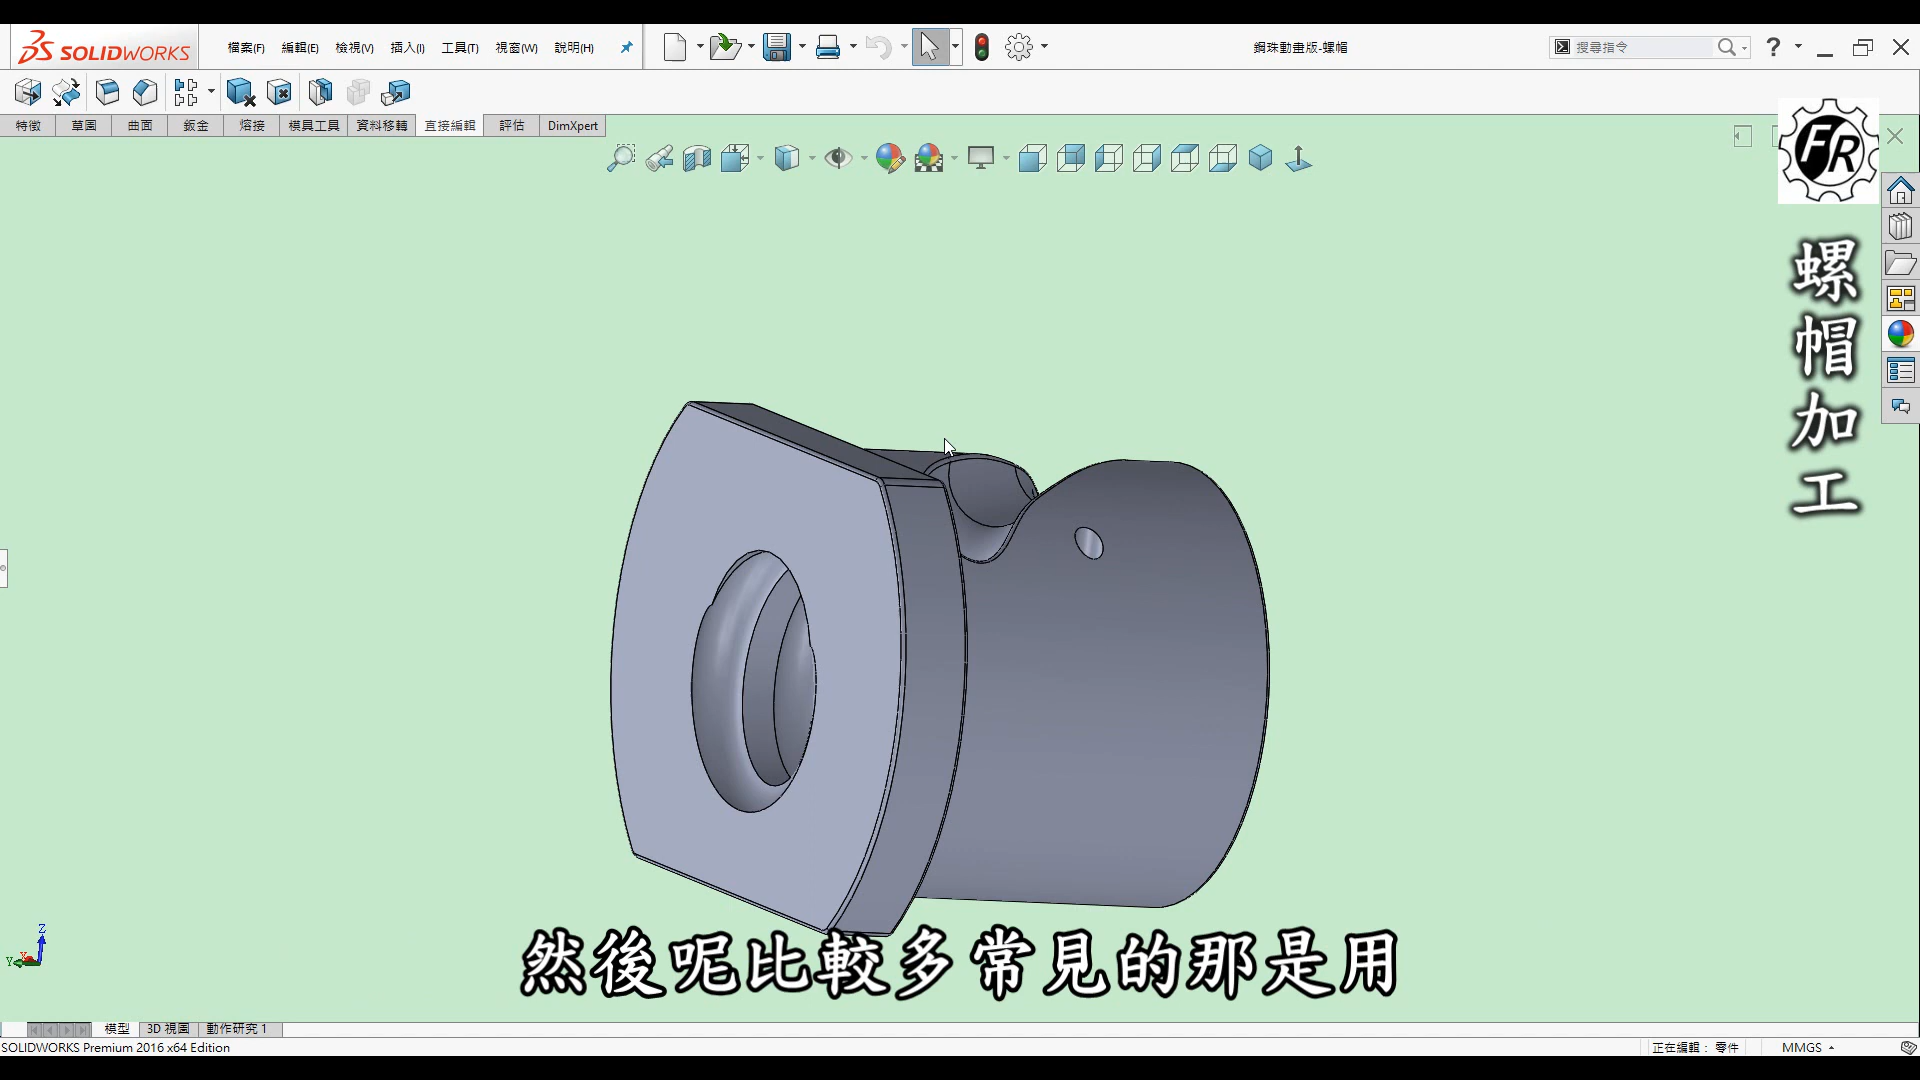 SOLIDWORKS
檔案(F) 編輯(E) 檢視(V) 插入(I) 工具(T) 視窗(W) 說明(H)
鋼珠動畫版-螺帽
搜尋指令
特徵 草圖 曲面 鈑金 熔接 模具工具 資料移轉 直接編輯 評估 DimXpert
FR
螺帽加工
Z
Y
X
然後呢比較多常見的那是用
模型 3D 視圖 動作研究 1
SOLIDWORKS Premium 2016 x64 Edition
正在編輯： 零件 MMGS